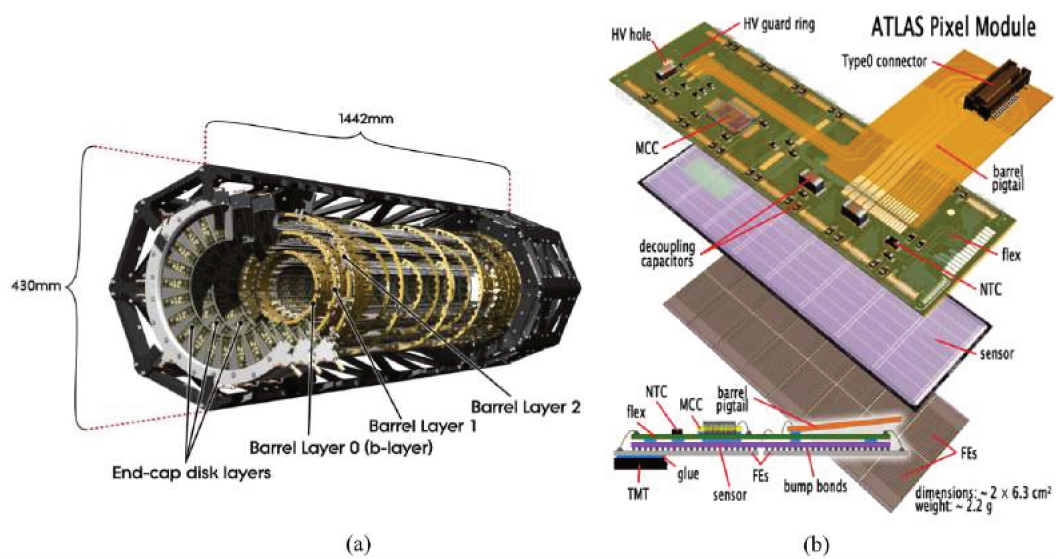 1442mm
430mm
Barrel Layer 2
Barrel Layer 1
Barrel Layer 0 (b-layer)
End-cap disk layers
(a)
ATLAS Pixel Module
HV guard ring
HV hole
Type0 connector
MCC
barrel
pigtail
decoupling
capacitors
flex
NTC
sensor
barrel
pigtail
NTC
MCC
flex
FEs
glue
FEs
TMT
sensor
bump bonds
dimensions: ~ 2 × 6.3 cm²
weight: ~ 2.2 g
(b)